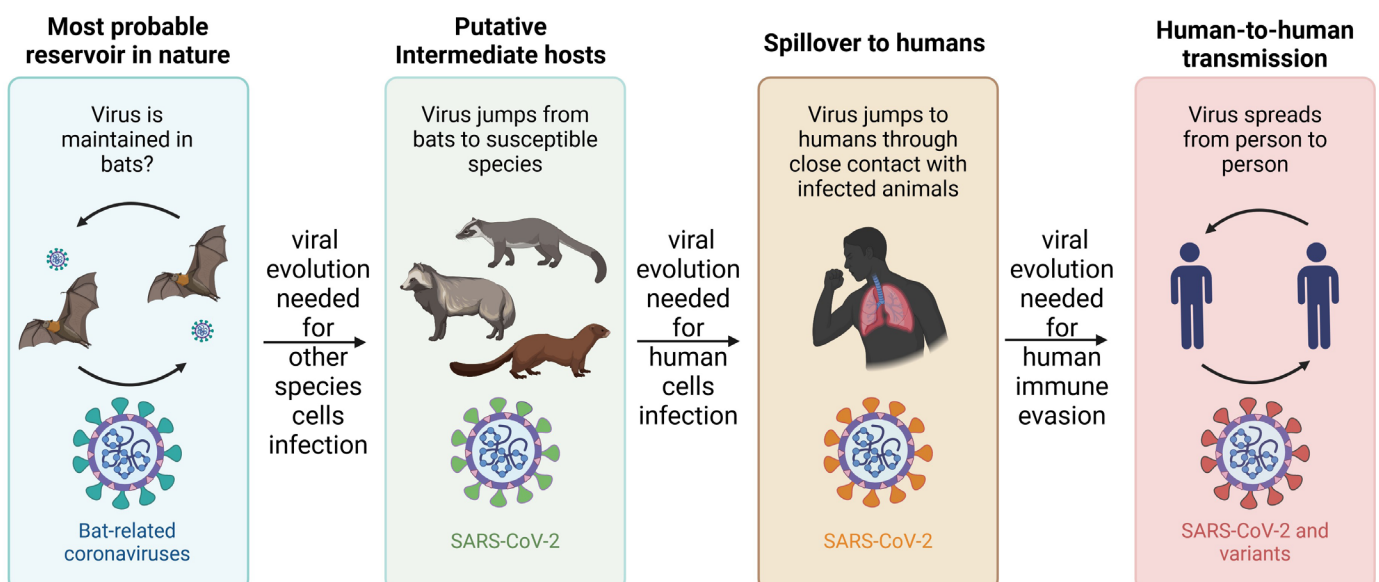 Most probable
reservoir in nature
Virus is
maintained in
bats?
Bat-related
coronaviruses
viral
evolution
needed
for
other
species
cells
infection
Putative
Intermediate hosts
Virus jumps from
bats to susceptible
species
SARS-CoV-2
viral
evolution
needed
for
human
cells
infection
Spillover to humans
Virus jumps to
humans through
close contact with
infected animals
SARS-CoV-2
viral
evolution
needed
for
human
immune
evasion
Human-to-human
transmission
Virus spreads
from person to
person
SARS-CoV-2 and
variants